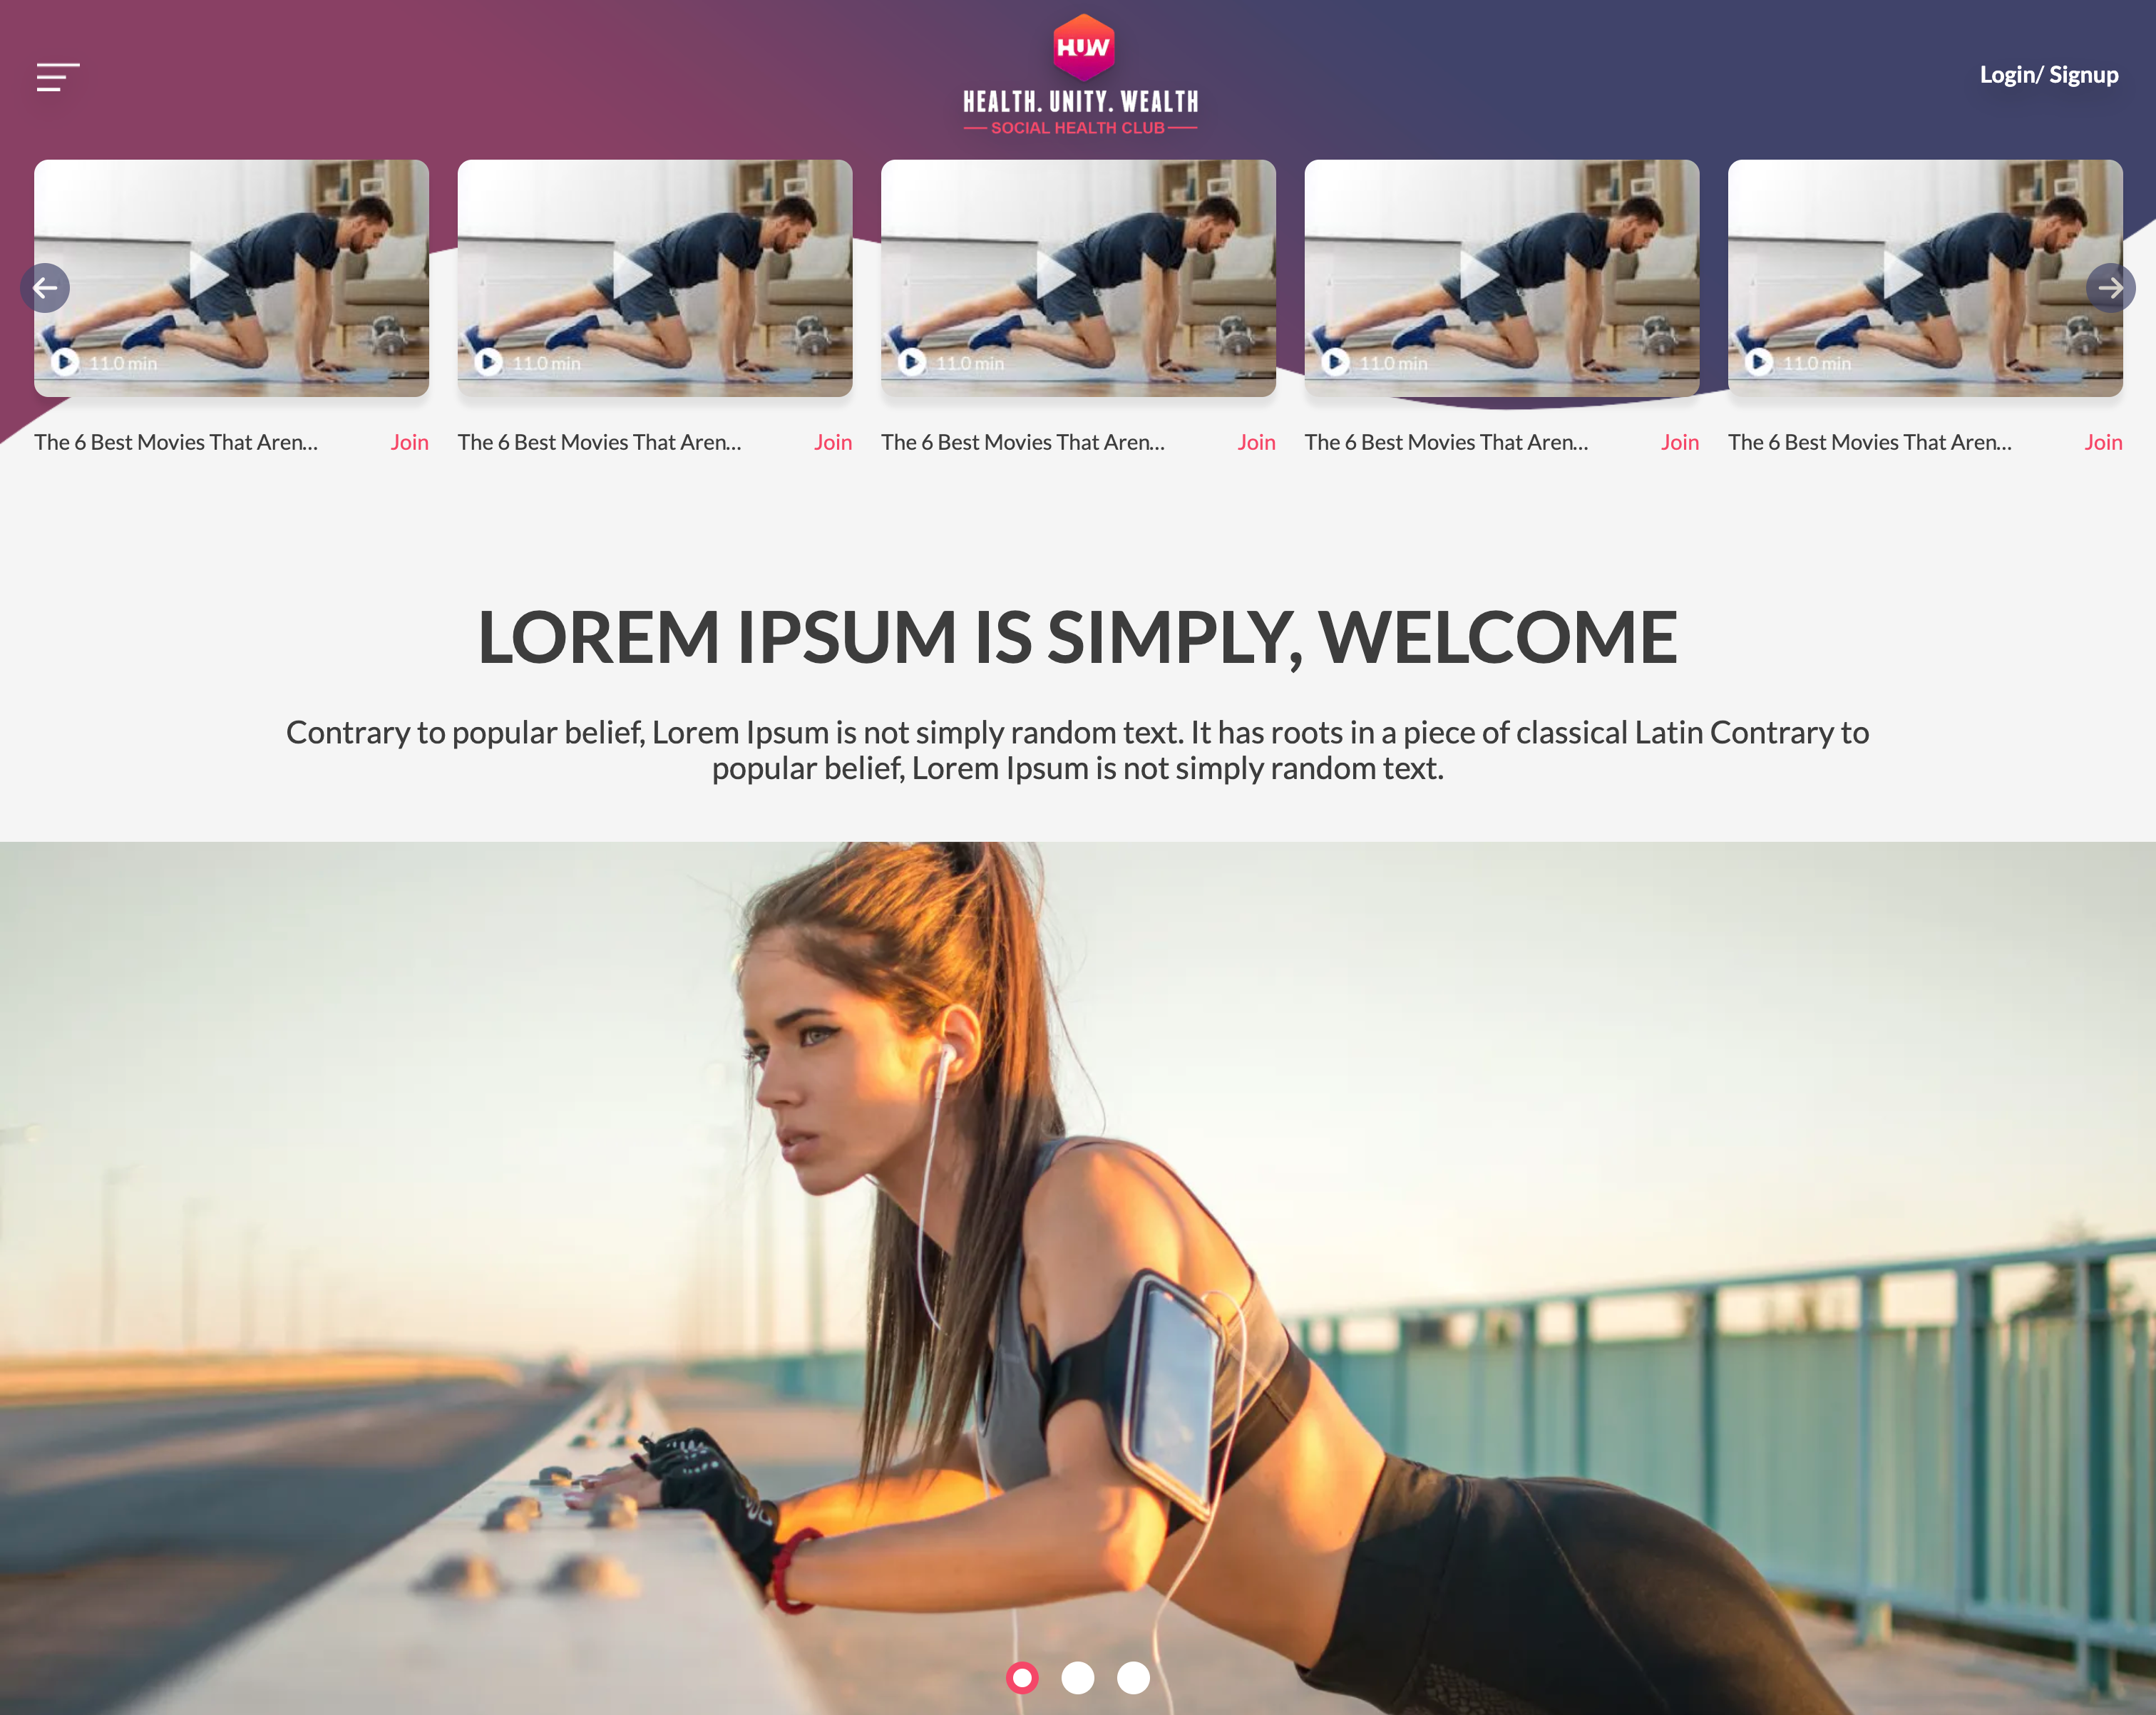 HUW
HEALTH. UNITY. WEALTH
SOCIAL HEALTH CLUB
Login/ Signup
11.0 min
11.0 min
11.0 min
11.0 min
11.0 min
The 6 Best Movies That Aren... Join
The 6 Best Movies That Aren... Join
The 6 Best Movies That Aren... Join
The 6 Best Movies That Aren... Join
The 6 Best Movies That Aren... Join
LOREM IPSUM IS SIMPLY, WELCOME
Contrary to popular belief, Lorem Ipsum is not simply random text. It has roots in a piece of classical Latin Contrary to
popular belief, Lorem Ipsum is not simply random text.